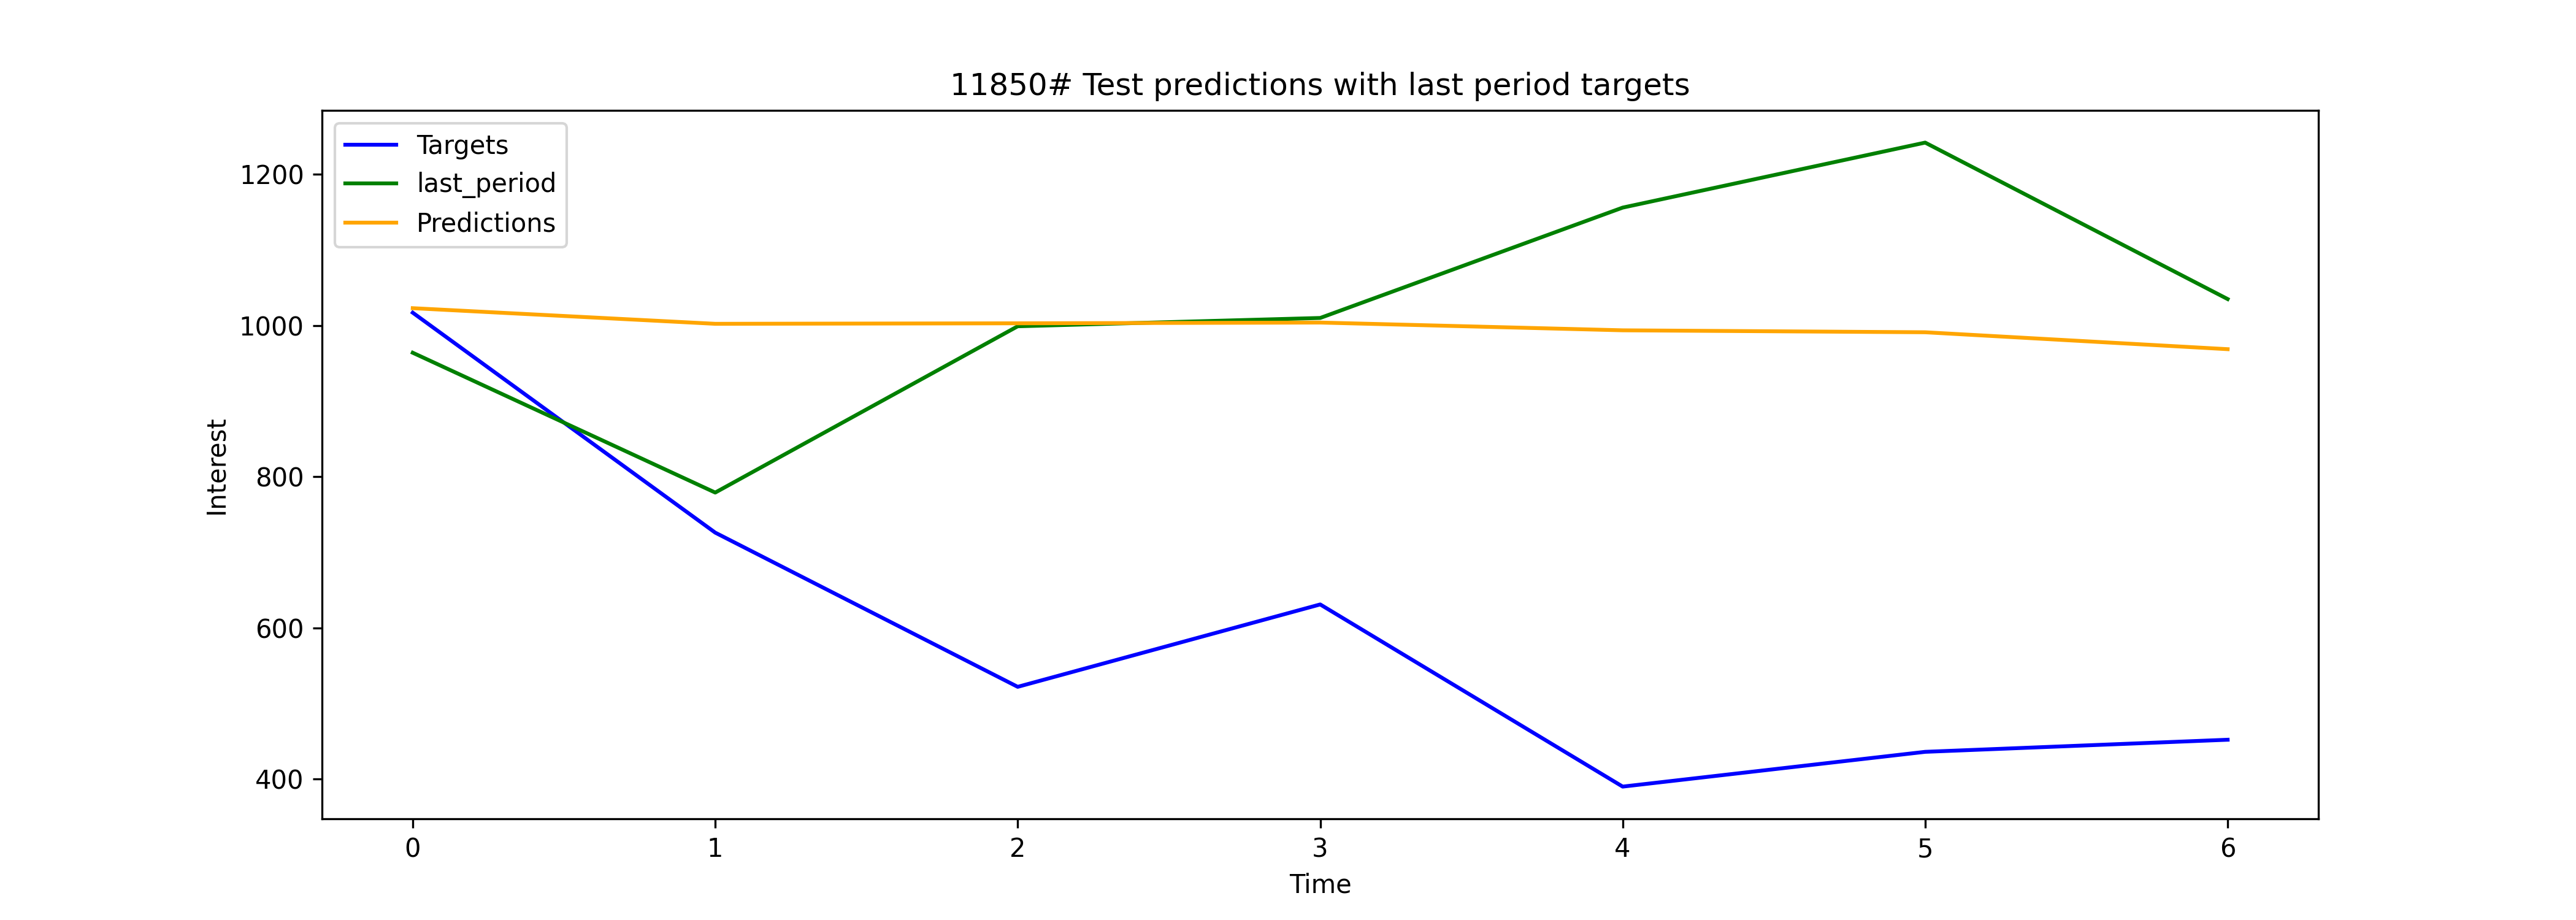 11850# Test predictions with last period targets
Targets
last_period
Predictions
1200
1000
800
600
400
Interest
0 1 2 3 4 5 6
Time